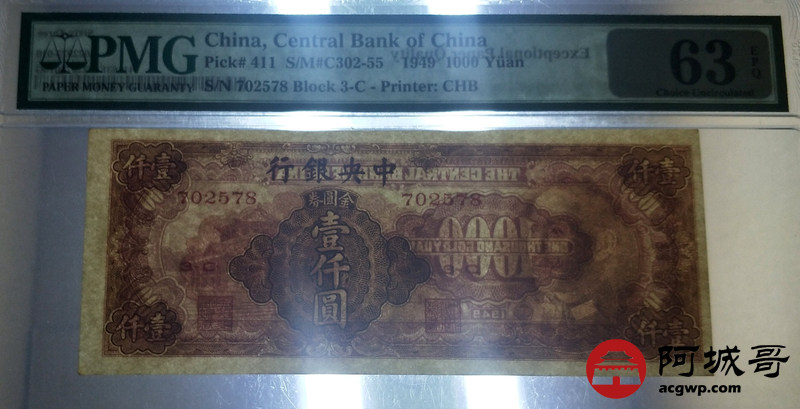 PMG
PAPER MONEY GUARANTY
China, Central Bank of China
Pick# 411 S/M#C302-55 1949 1000 Yuan
S/N 702578 Block 3-C - Printer: CHB
63
EPQ
Choice Uncirculated
壹仟
中央銀行
壹仟
702578
金圓券
702578
壹仟圓
1000
壹仟
壹仟
阿城哥
acgwp.com